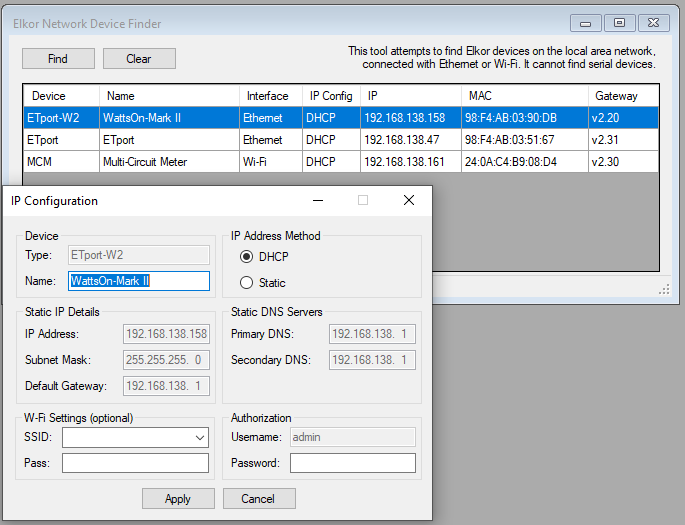 Elkor Network Device Finder
Find Clear
This tool attempts to find Elkor devices on the local area network,
connected with Ethernet or Wi-Fi. It cannot find serial devices.
Device Name Interface IP Config IP MAC Gateway
ETport-W2 WattsOn-Mark II Ethernet DHCP 192.168.138.158 98:F4:AB:03:90:DB v2.20
ETport ETport Ethernet DHCP 192.168.138.47 98:F4:AB:03:51:67 v2.31
MCM Multi-Circuit Meter Wi-Fi DHCP 192.168.138.161 24:0A:C4:B9:08:D4 v2.30
IP Configuration
Device
Type: ETport-W2
Name: WattsOn-Mark II
IP Address Method
DHCP
Static
Static IP Details
IP Address: 192.168.138.158
Subnet Mask: 255.255.255. 0
Default Gateway: 192.168.138. 1
Static DNS Servers
Primary DNS: 192.168.138. 1
Secondary DNS: 192.168.138. 1
W-Fi Settings (optional)
SSID:
Pass:
Authorization
Username: admin
Password:
Apply Cancel